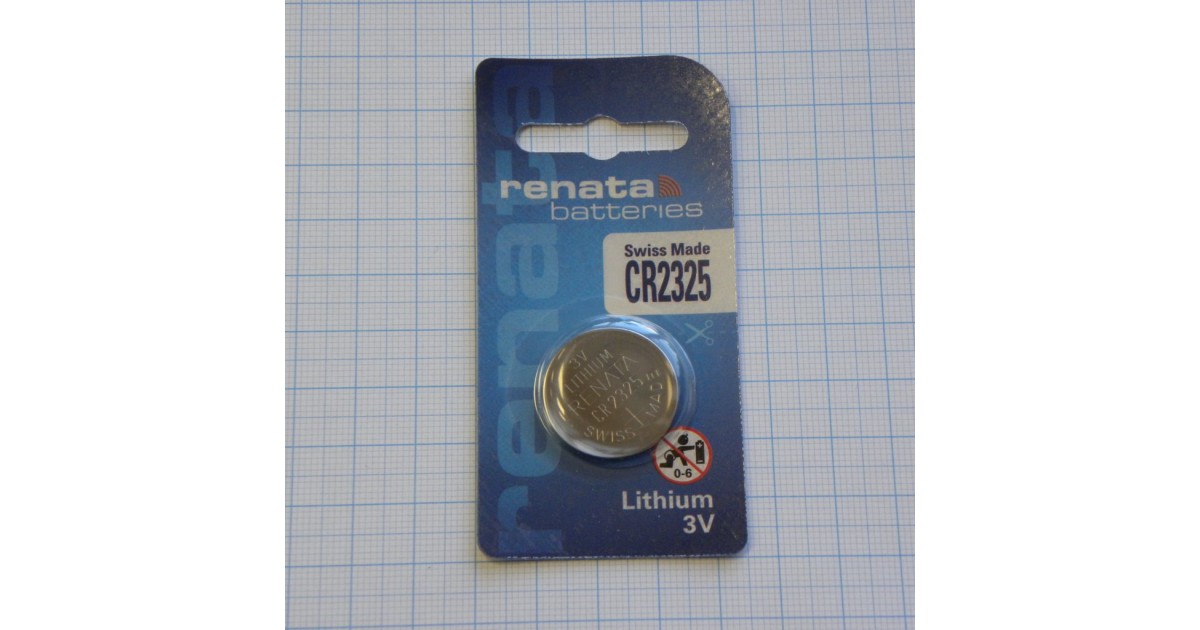 renata
renata
batteries
Swiss Made
CR2325
3V
LITHIUM
RENATA
CR2325
SWISS
MADE
0-6
Lithium
3V